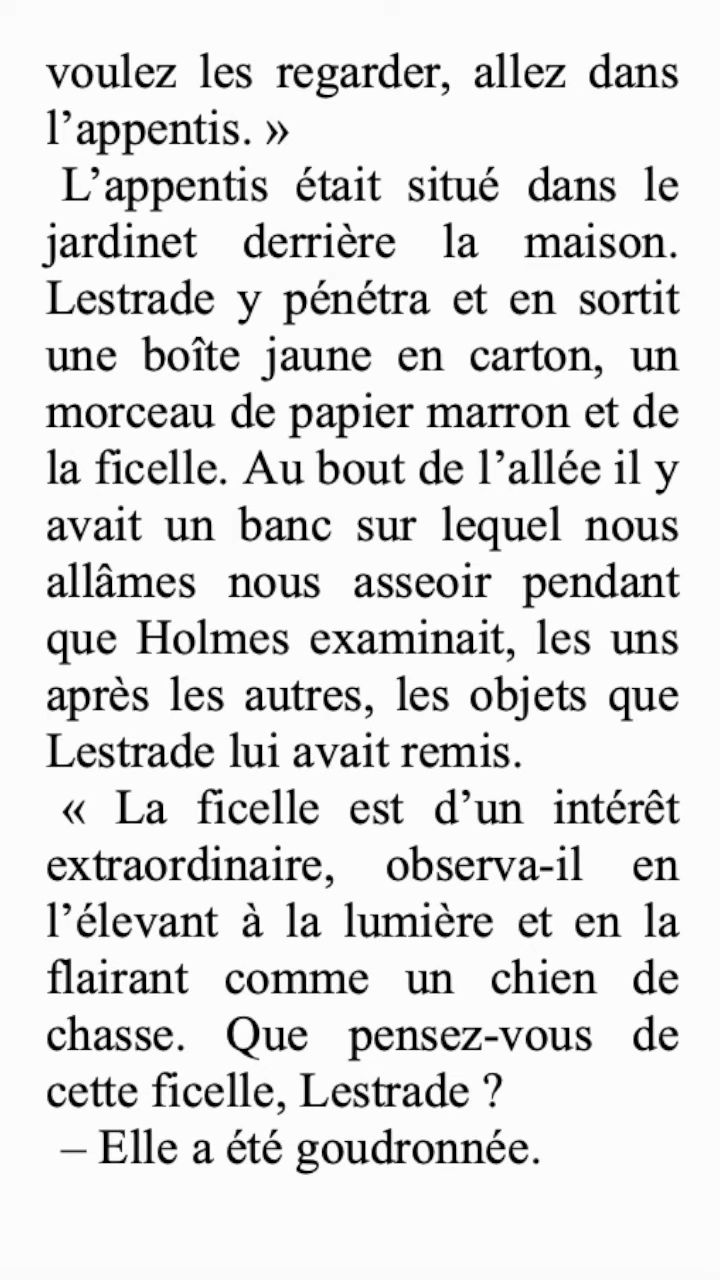 voulez les regarder, allez dans
l’appentis. »
L’appentis était situé dans le
jardinet derrière la maison.
Lestrade y pénétra et en sortit
une boîte jaune en carton, un
morceau de papier marron et de
la ficelle. Au bout de l’allée il y
avait un banc sur lequel nous
allâmes nous asseoir pendant
que Holmes examinait, les uns
après les autres, les objets que
Lestrade lui avait remis.
« La ficelle est d’un intérêt
extraordinaire, observa-il en
l’élevant à la lumière et en la
flairant comme un chien de
chasse. Que pensez-vous de
cette ficelle, Lestrade ?
– Elle a été goudronnée.